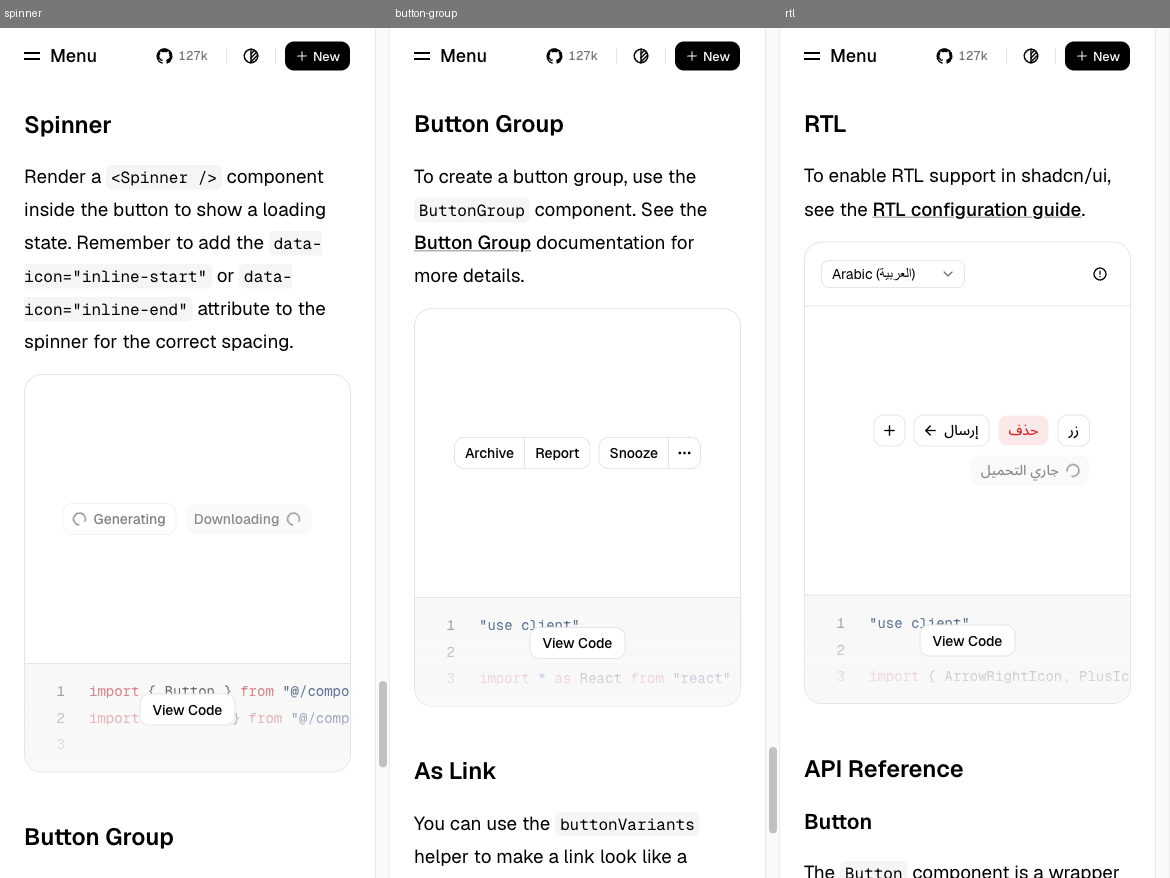 spinner
Menu
127k
New
Spinner
Render a <Spinner /> component
inside the button to show a loading
state. Remember to add the data-
icon="inline-start" or data-
icon="inline-end" attribute to the
spinner for the correct spacing.
Generating
Downloading
1 import { Button } from "@/compo
2 import } from "@/comp
View Code
3
Button Group
button-group
Menu
127k
New
Button Group
To create a button group, use the
ButtonGroup component. See the
Button Group documentation for
more details.
Archive
Report
Snooze
1 "use client"
View Code
2
3 import * as React from "react"
As Link
You can use the buttonVariants
helper to make a link look like a
rtl
Menu
127k
New
RTL
To enable RTL support in shadcn/ui,
see the RTL configuration guide.
Arabic (العربية)
زر
حذف
إرسال
جاري التحميل
1 "use client"
View Code
2
3 import { ArrowRightIcon, PlusIc
API Reference
Button
The Button component is a wrapper